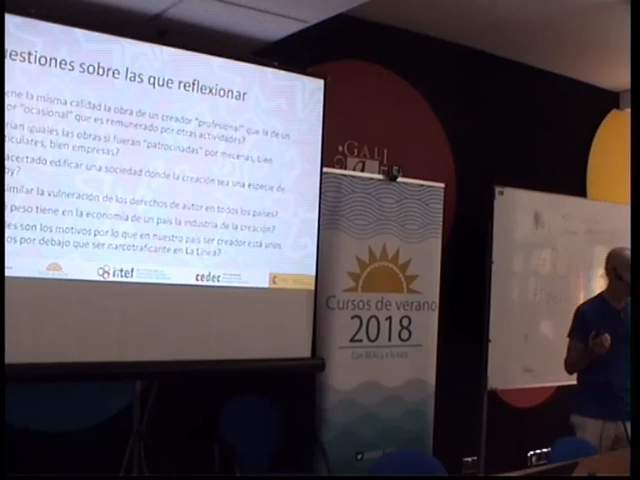 estiones sobre las que reflexionar
ene la misma calidad la obra de un creador "profesional" que la de un
or "ocasional" que es remunerado por otras actividades?
rían iguales las obras si fueran "patrocinadas" por mecenas, bien
ticulares, bien empresas?
acertado edificar una sociedad donde la creación sea una especie de
by?
similar la vulneración de los derechos de autor en todos los países?
peso tiene en la economía de un país la industria de la creación?
les son los motivos por lo que en nuestro país ser creador está unos
os por debajo que ser narcotraficante en La Línea?
intef
cedec
Cursos de verano
2018